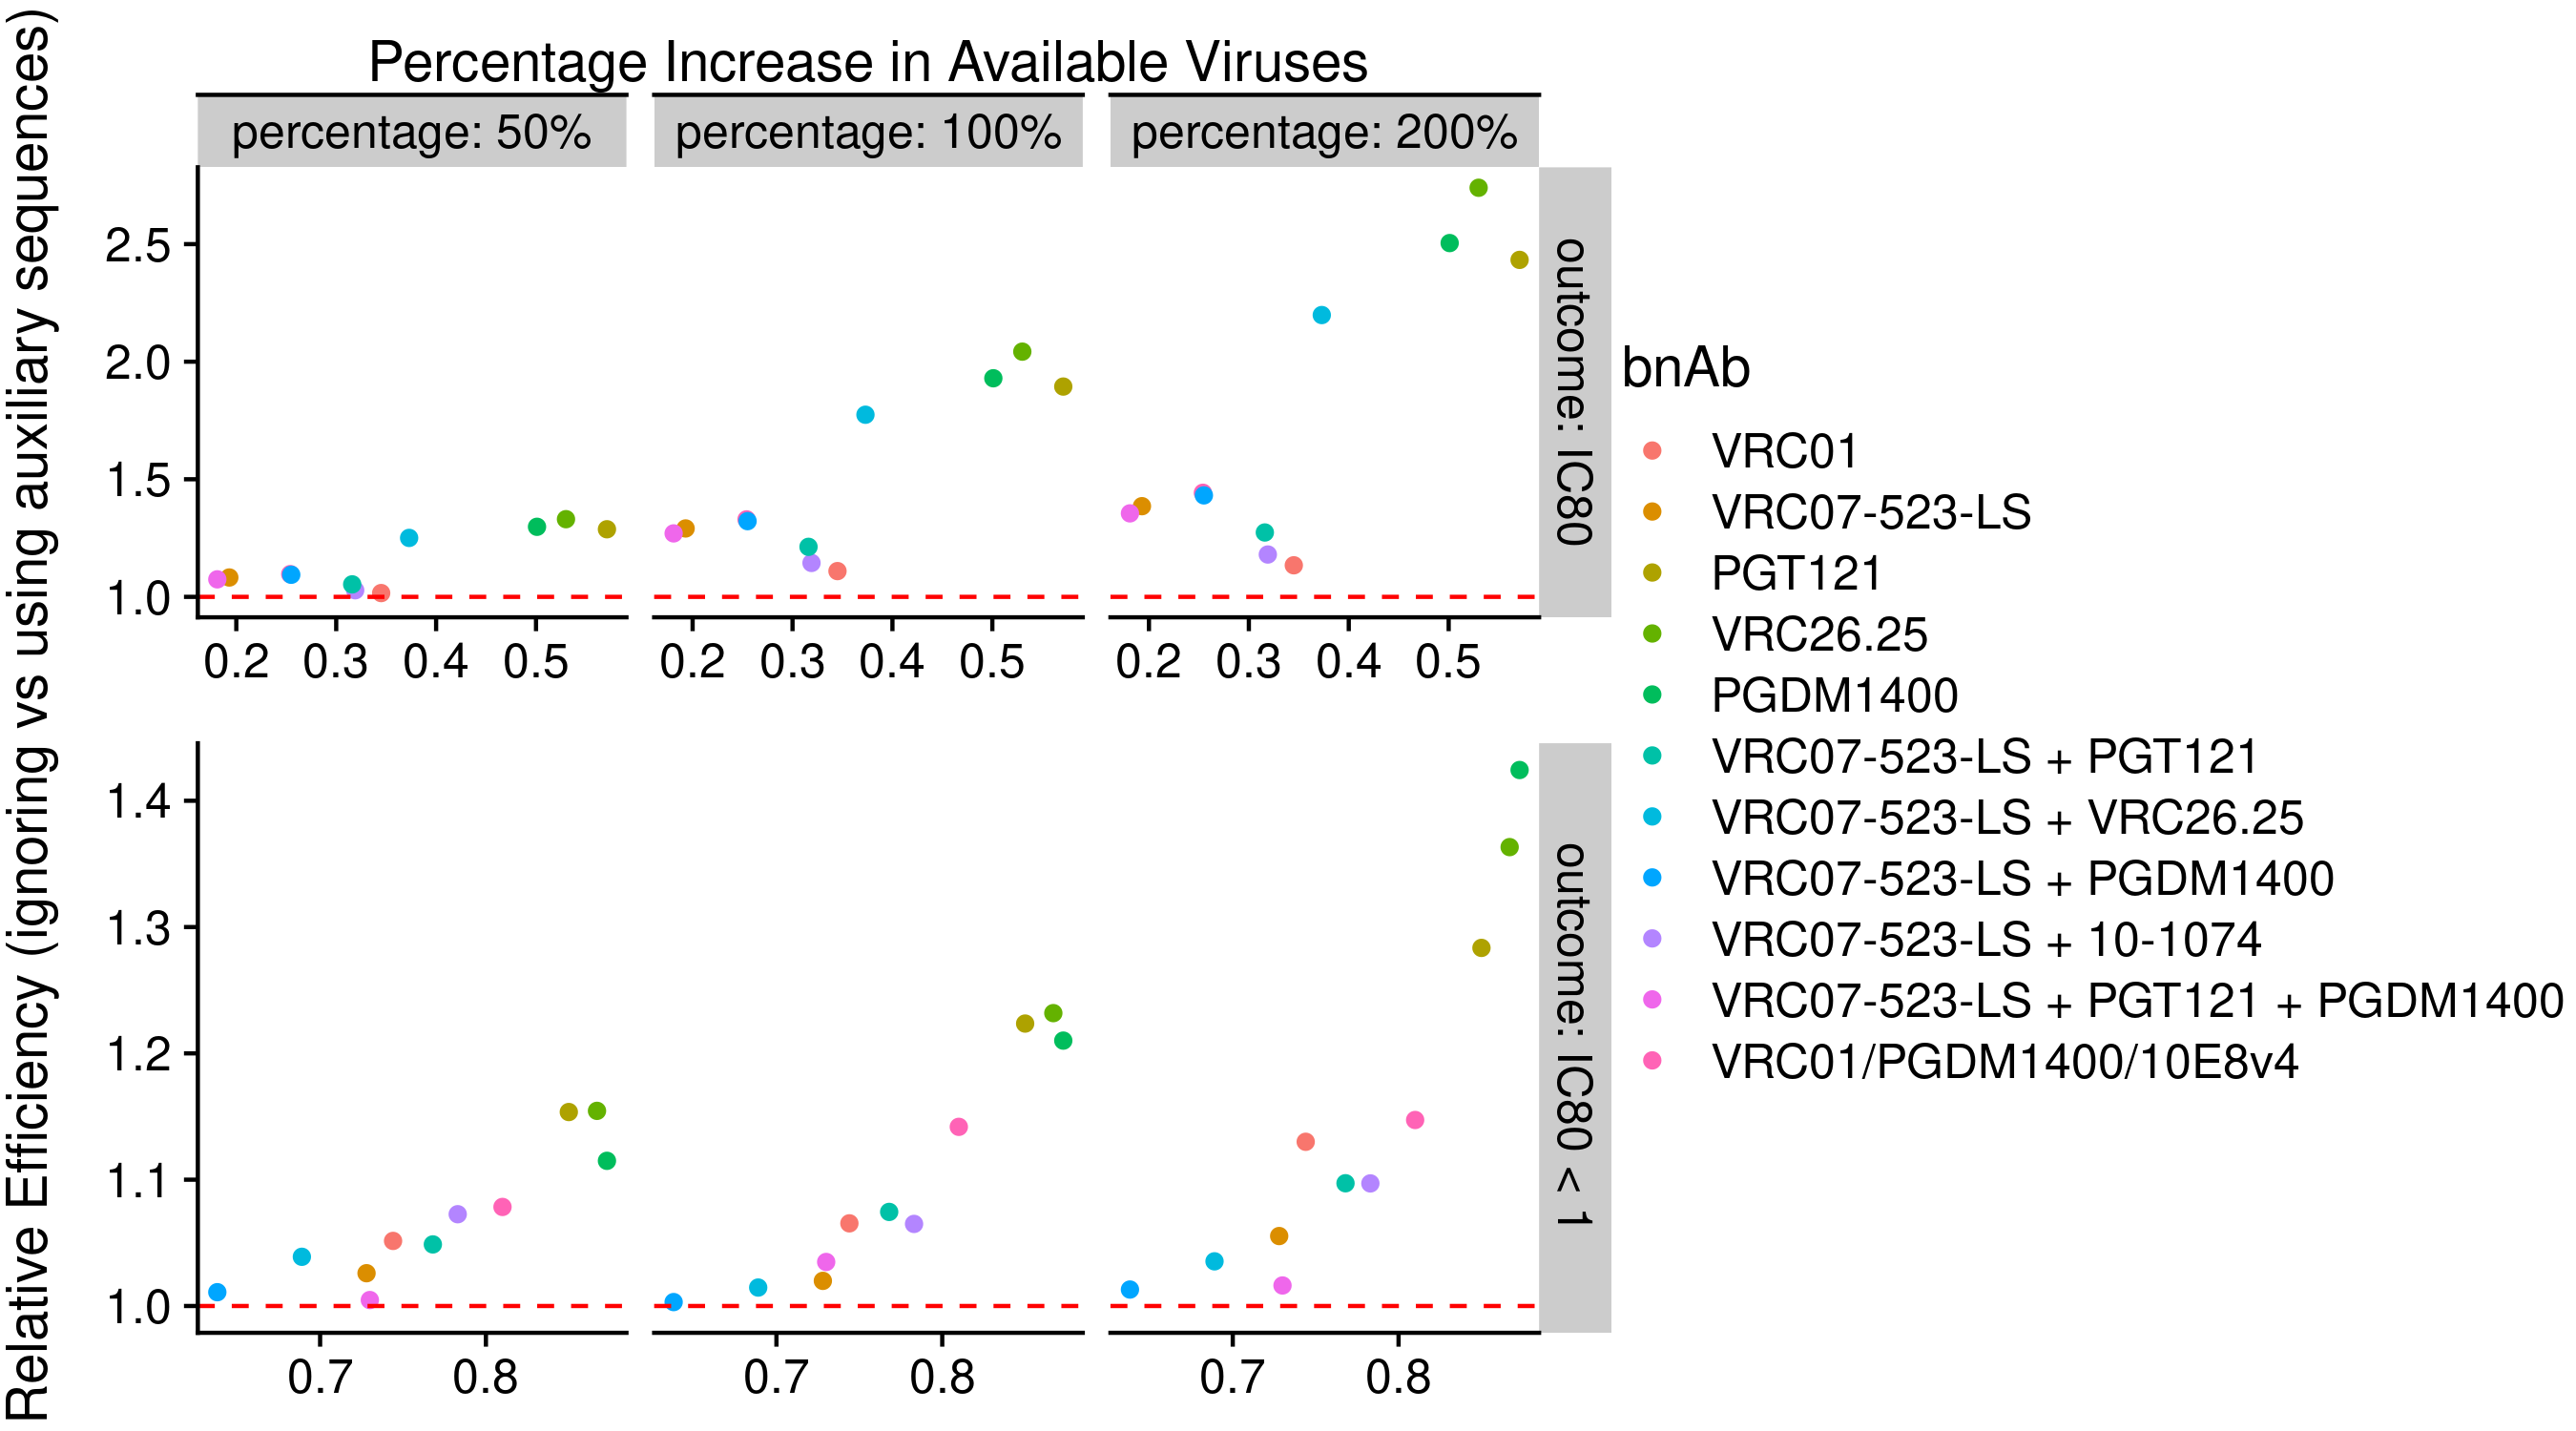 Percentage Increase in Available Viruses
percentage: 50%
percentage: 100%
percentage: 200%
Relative Efficiency (ignoring vs using auxiliary sequences)
2.5
2.0
1.5
1.0
outcome: IC80
0.2 0.3 0.4 0.5
0.2 0.3 0.4 0.5
0.2 0.3 0.4 0.5
1.4
1.3
1.2
1.1
1.0
outcome: IC80 < 1
0.7 0.8
0.7 0.8
0.7 0.8
bnAb
VRC01
VRC07-523-LS
PGT121
VRC26.25
PGDM1400
VRC07-523-LS + PGT121
VRC07-523-LS + VRC26.25
VRC07-523-LS + PGDM1400
VRC07-523-LS + 10-1074
VRC07-523-LS + PGT121 + PGDM1400
VRC01/PGDM1400/10E8v4